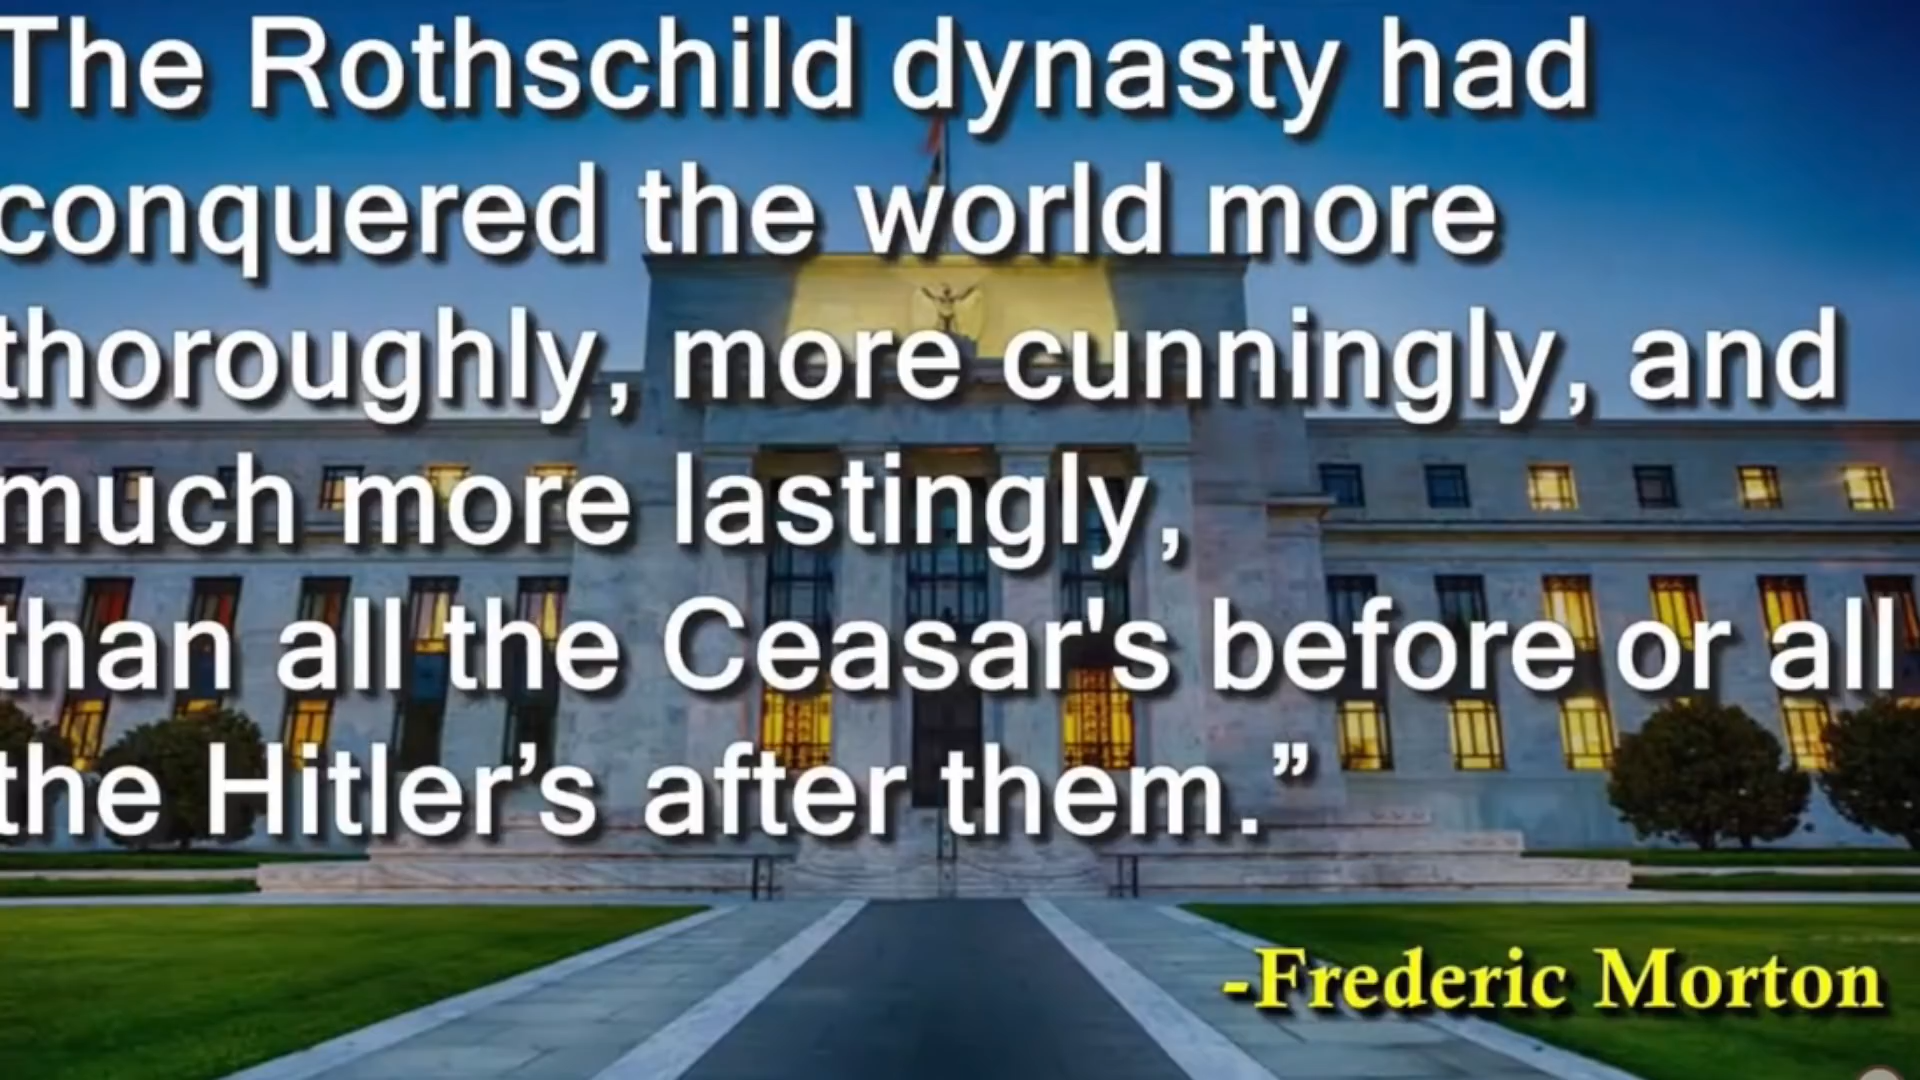 The Rothschild dynasty had
conquered the world more
thoroughly, more cunningly, and
much more lastingly,
than all the Ceasar's before or all
the Hitler’s after them.”
-Frederic Morton